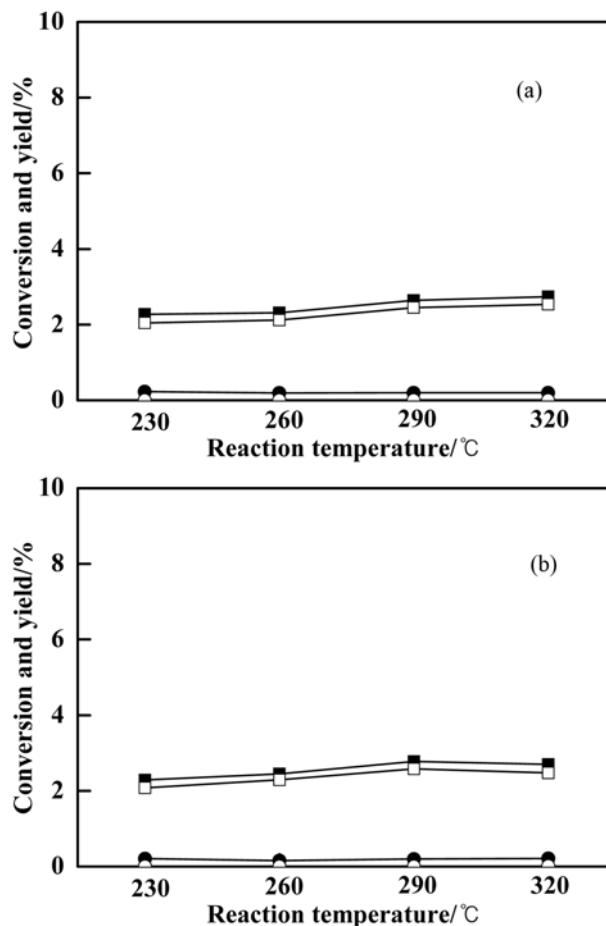 10
(a)
8
6
4
2
0
Conversion and yield/%
230 260 290 320
Reaction temperature/℃
10
(b)
8
6
4
2
0
Conversion and yield/%
230 260 290 320
Reaction temperature/℃